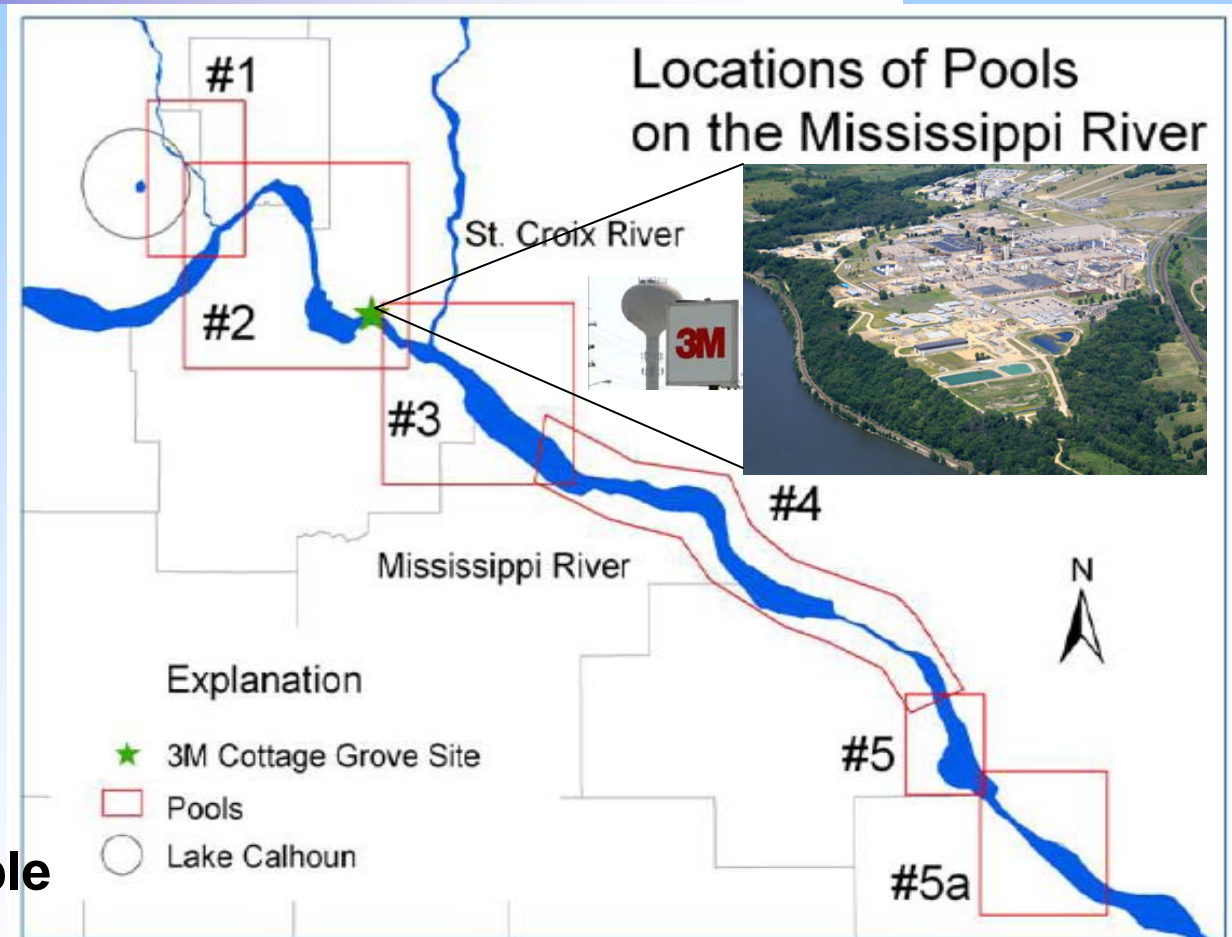 Locations of Pools
on the Mississippi River
#1
St. Croix River
#2
3M
#3
#4
Mississippi River
N
Explanation
3M Cottage Grove Site
#5
Pools
Lake Calhoun
#5a